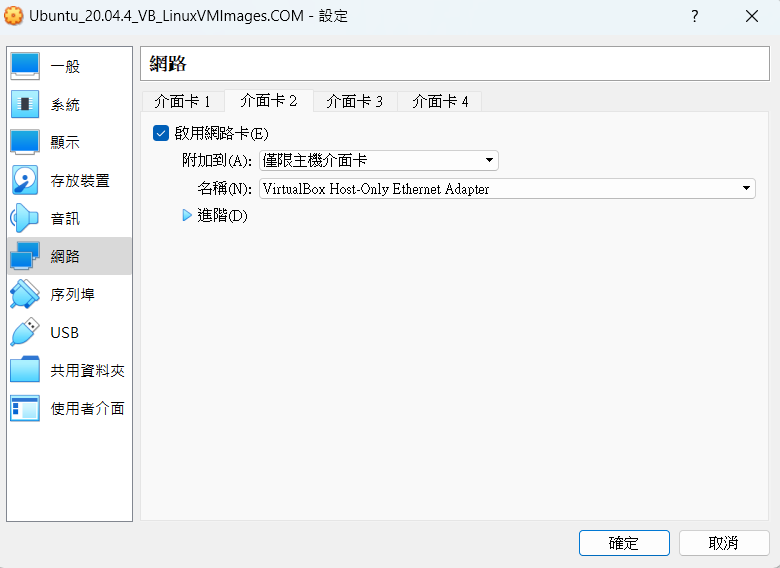 Ubuntu_20.04.4_VB_LinuxVMImages.COM - 設定
?
一般
系統
顯示
存放裝置
音訊
網路
序列埠
USB
共用資料夾
使用者介面
網路
介面卡 1 介面卡 2 介面卡 3 介面卡 4
啟用網路卡(E)
附加到(A): 僅限主機介面卡
名稱(N): VirtualBox Host-Only Ethernet Adapter
進階(D)
確定 取消